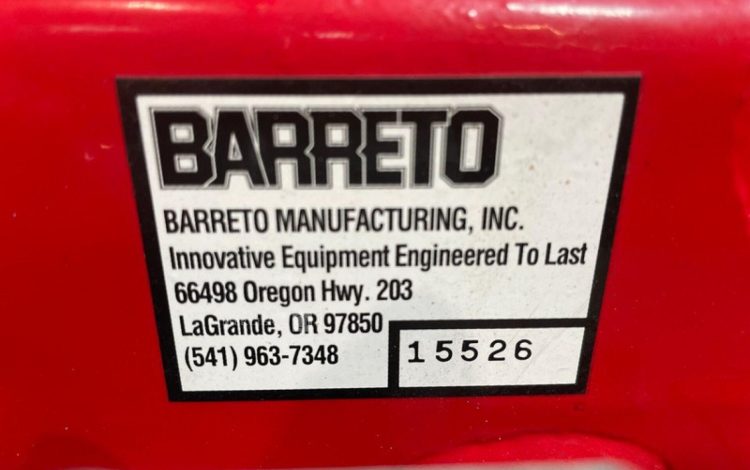 BARRETO
BARRETO MANUFACTURING, INC.
Innovative Equipment Engineered To Last
66498 Oregon Hwy. 203
LaGrande, OR 97850
(541) 963-7348
15526